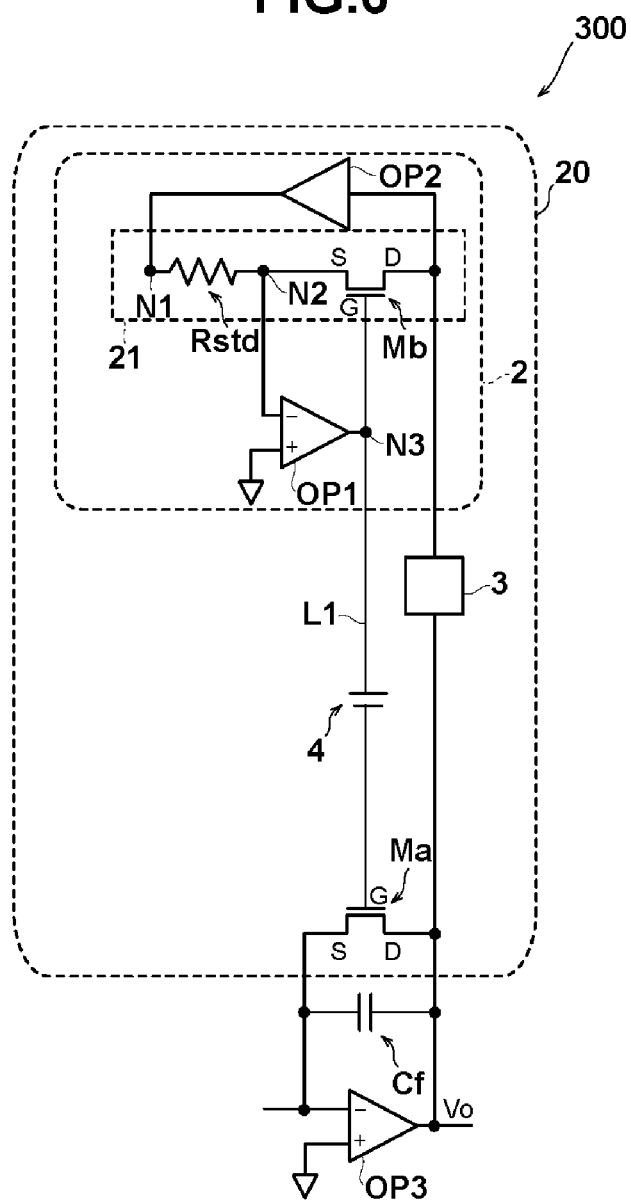 FIG.6
300
20
OP2
S D
N1 N2
G
Rstd
Mb
21
2
−
+
N3
OP1
3
L1
4
Ma
G
S D
Cf
−
+
Vo
OP3